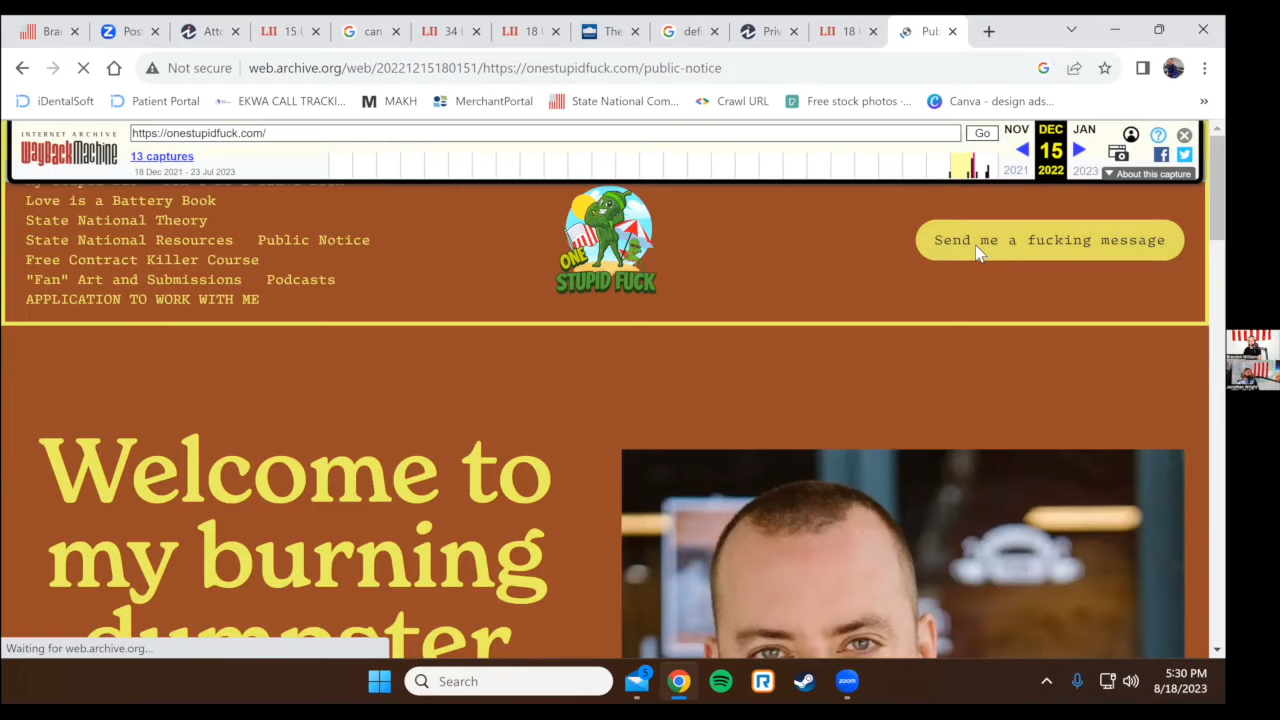 Bra
Pos
Atto
LII 15 U
can
LII 34 U
LII 18 U
The
defi
Priv
LII 18
Pub
Not secure
web.archive.org/web/20221215180151/https://onestupidfuck.com/public-notice
iDentalSoft
Patient Portal
EKWA CALL TRACKI...
MAKH
MerchantPortal
State National Com...
Crawl URL
Free stock photos -...
Canva - design ads...
INTERNET ARCHIVE
WayBackMachine
https://onestupidfuck.com/
Go
13 captures
18 Dec 2021 - 23 Jul 2023
NOV
DEC
JAN
15
2021
2022
2023
About this capture
Love is a Battery Book
State National Theory
State National Resources Public Notice
Free Contract Killer Course
"Fan" Art and Submissions Podcasts
APPLICATION TO WORK WITH ME
ONE
STUPID FUCK
Send me a fucking message
Welcome to
my burning
dumpster
Waiting for web.archive.org...
Search
5
zoom
5:30 PM
8/18/2023